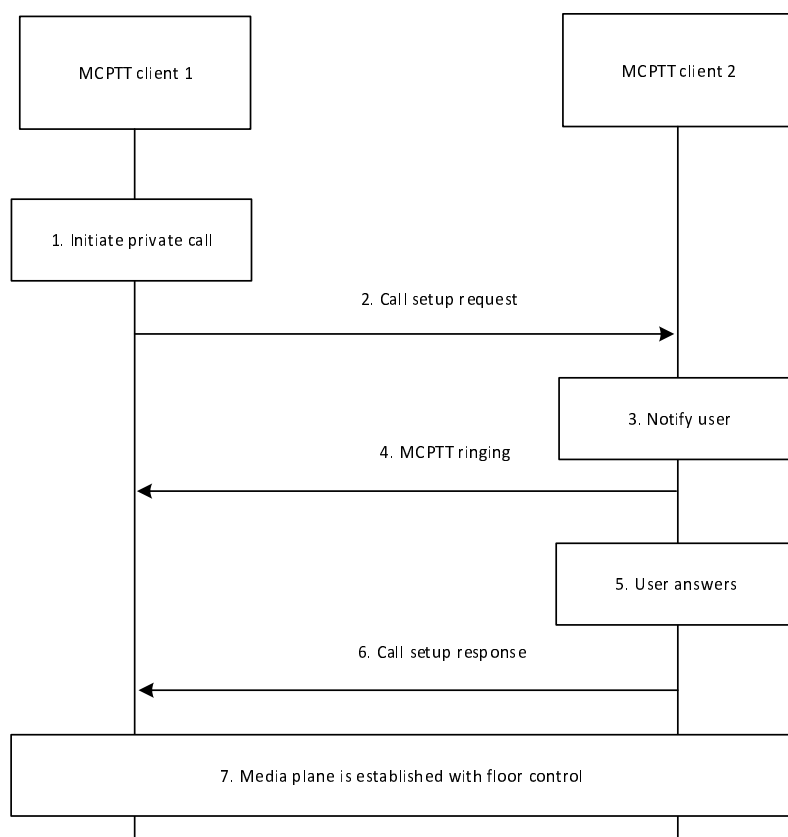 MCPTT client 1
MCPTT client 2
1. Initiate private call
2. Call setup request
3. Notify user
4. MCPTT ringing
5. User answers
6. Call setup response
7. Media plane is established with floor control